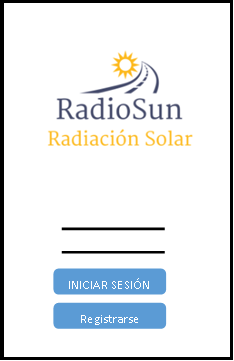 RadioSun
Radiación Solar
INICIAR SESIÓN
Registrarse